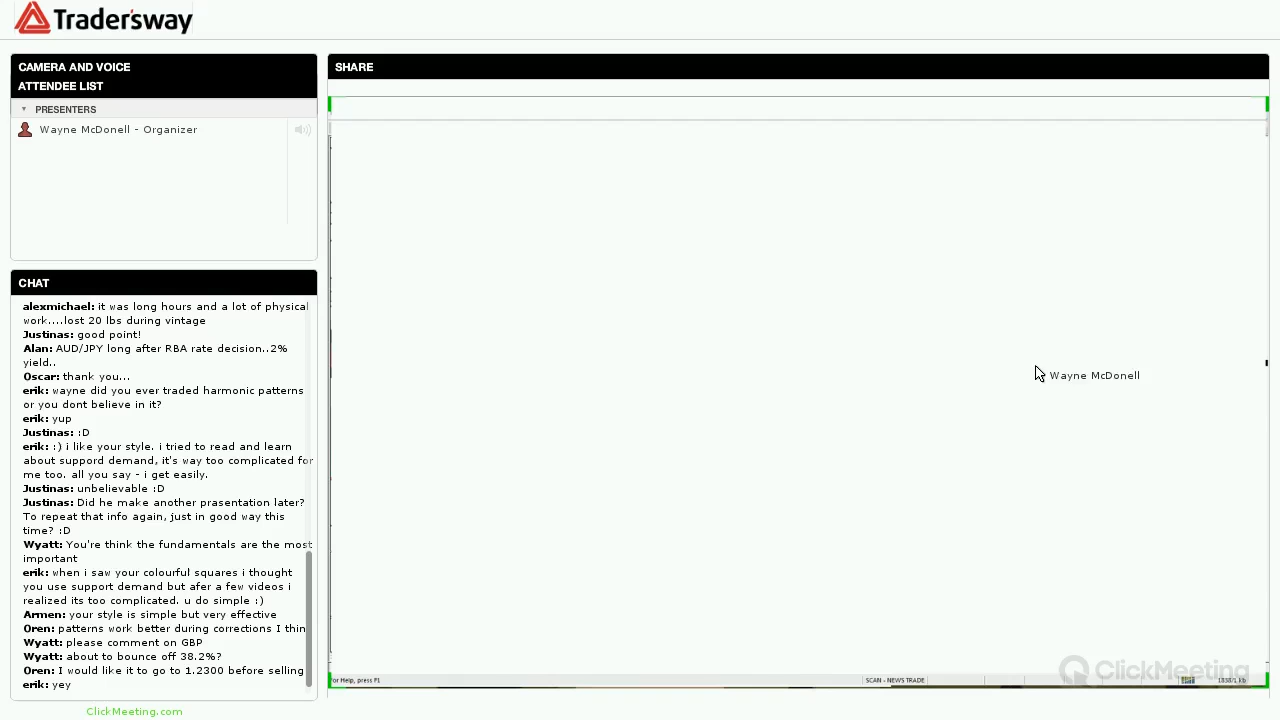 Tradersway
CAMERA AND VOICE
ATTENDEE LIST
PRESENTERS
Wayne McDonell - Organizer
CHAT
alexmichael: it was long hours and a lot of physical
work....lost 20 lbs during vintage
Justinas: good point!
Alan: AUD/JPY long after RBA rate decision..2%
yield..
Oscar: thank you...
erik: wayne did you ever traded harmonic patterns
or you dont believe in it?
erik: yup
Justinas: :D
erik: :) i like your style. i tried to read and learn
about suppord demand, it's way too complicated for
me too. all you say - i get easily.
Justinas: unbelievable :D
Justinas: Did he make another prasentation later?
To repeat that info again, just in good way this
time? :D
Wyatt: You're think the fundamentals are the most
important
erik: when i saw your colourful squares i thought
you use support demand but afer a few videos i
realized its too complicated. u do simple :)
Armen: your style is simple but very effective
Oren: patterns work better during corrections I thin
Wyatt: please comment on GBP
Wyatt: about to bounce off 38.2%?
Oren: I would like it to go to 1.2300 before selling
erik: yey
ClickMeeting.com
SHARE
Wayne McDonell
ClickMeeting
or Help, press F1
SCAN - NEWS TRADE